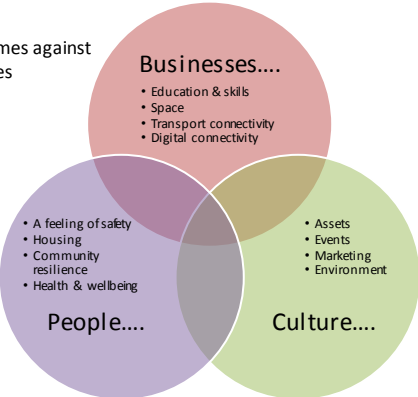 mes against
es
Businesses....
• Education & skills
• Space
• Transport connectivity
• Digital connectivity
• A feeling of safety
• Housing
• Community
resilience
• Health & wellbeing
People....
• Assets
• Events
• Marketing
• Environment
Culture....